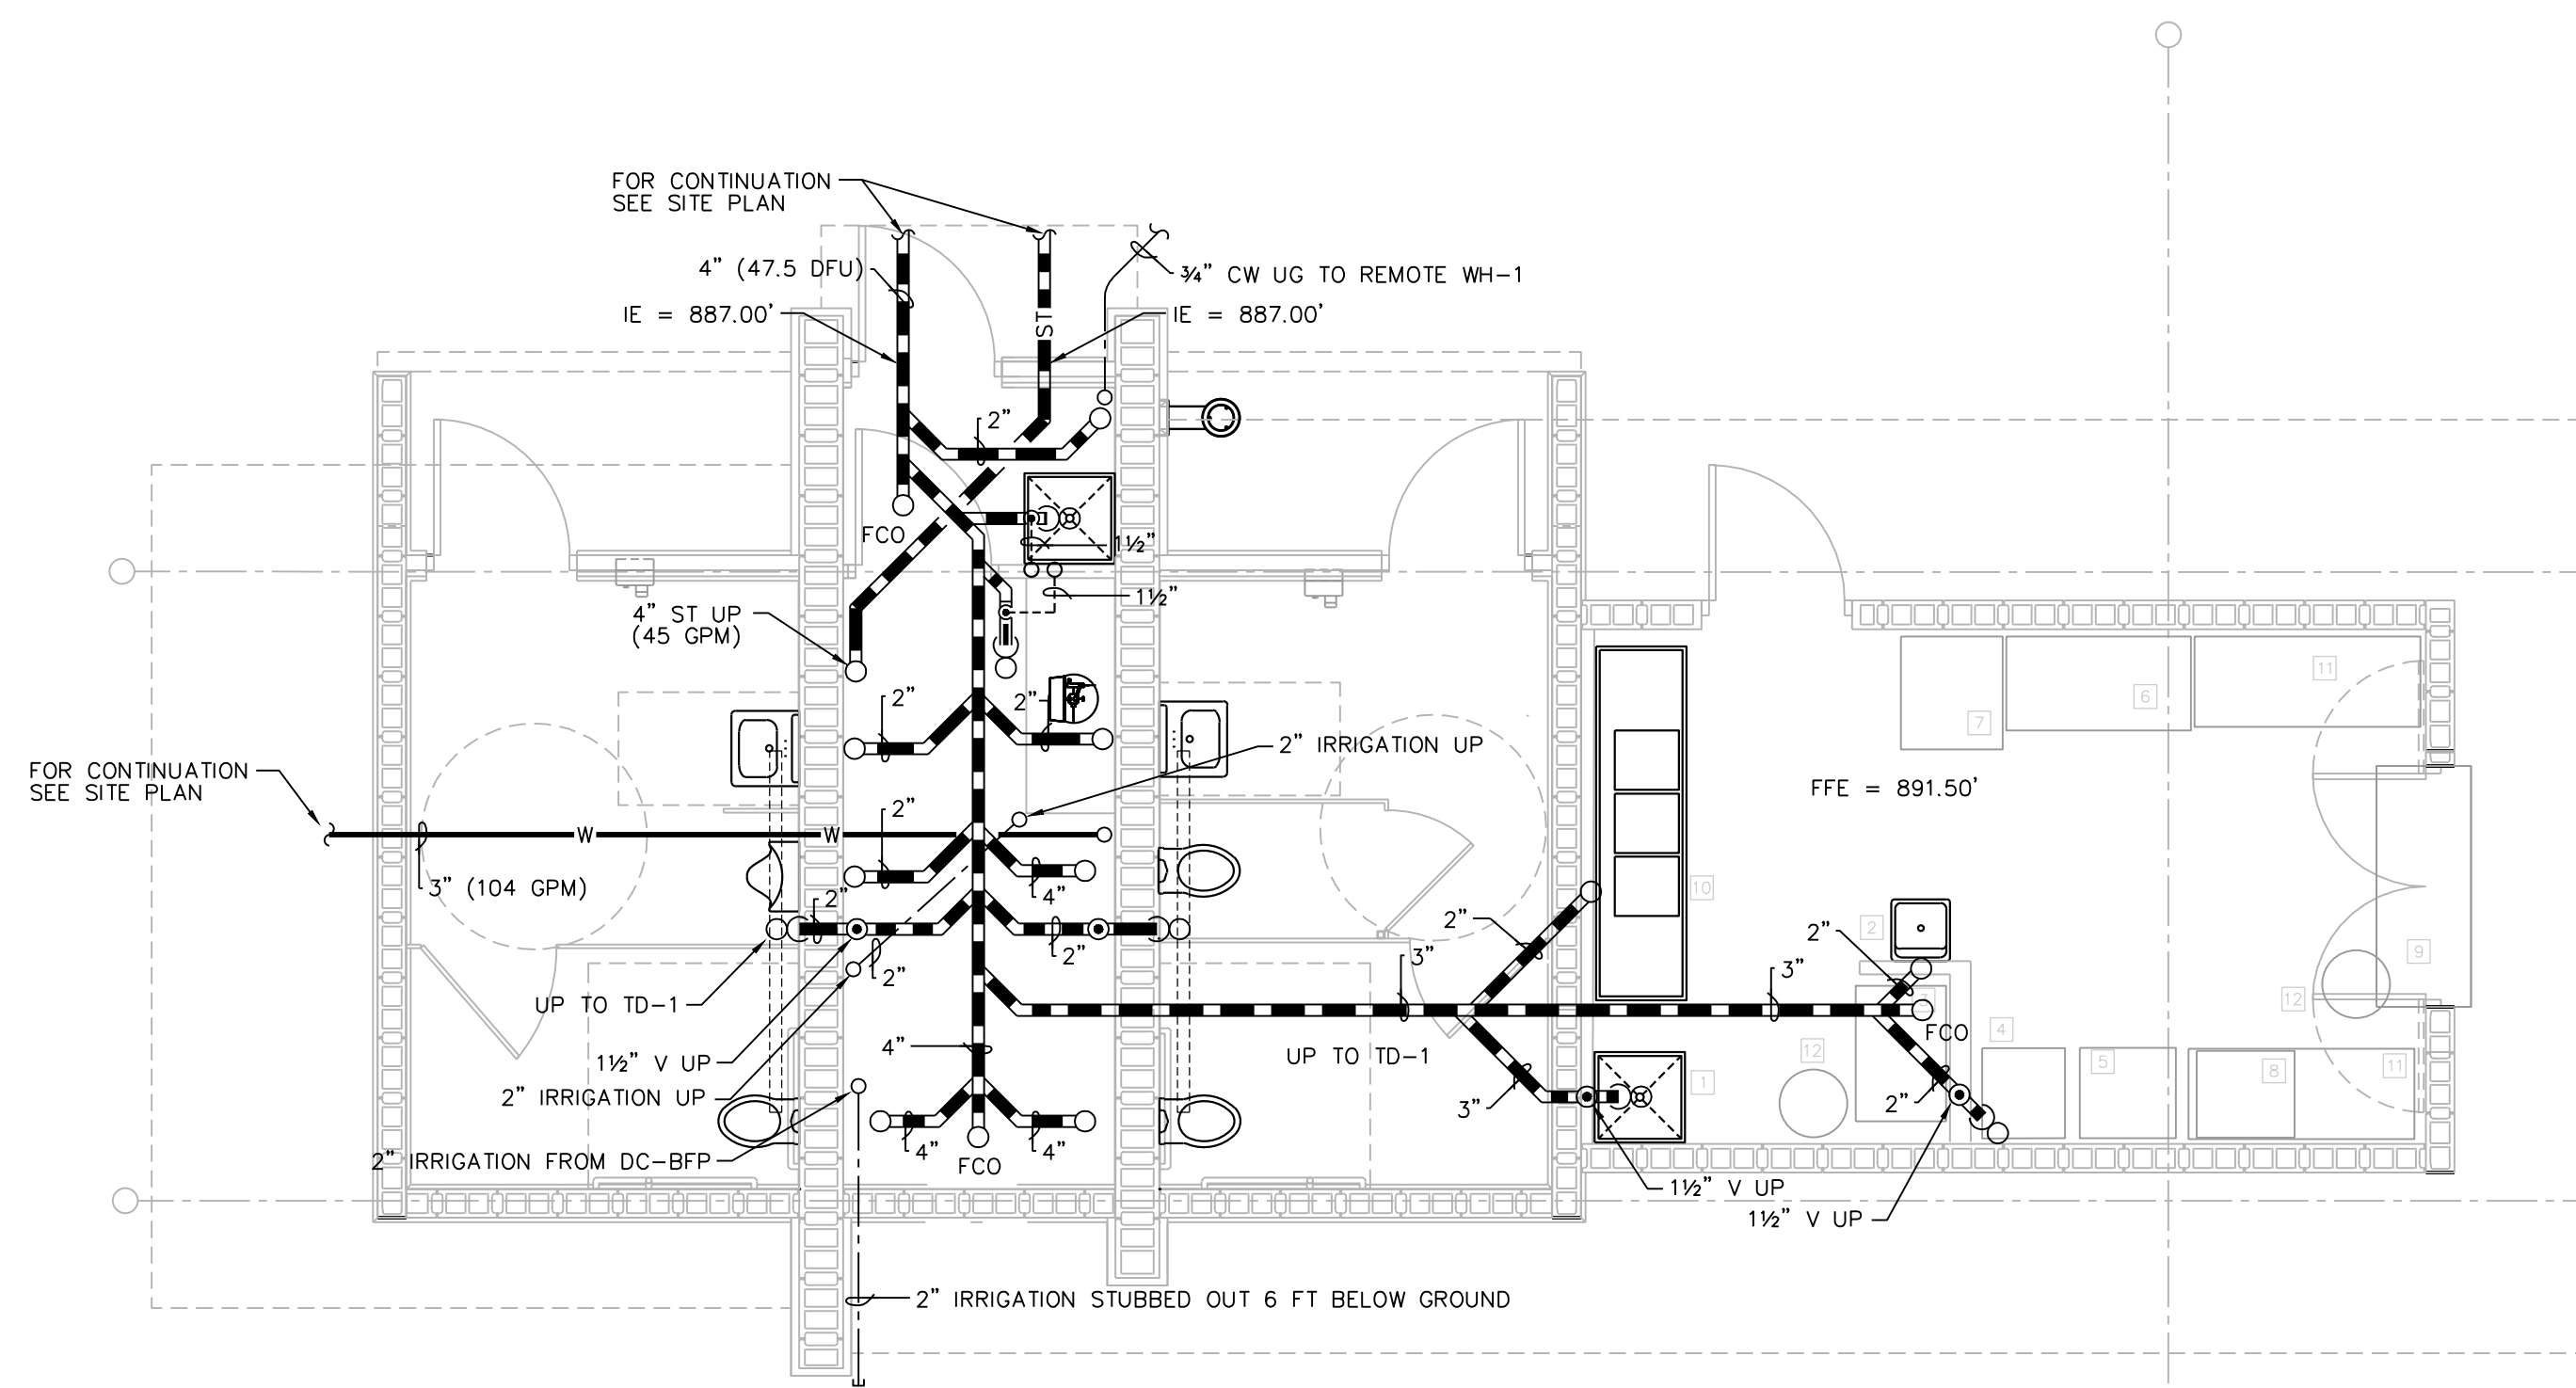 FOR CONTINUATION
SEE SITE PLAN
4" (47.5 DFU)
¾" CW UG TO REMOTE WH-1
IE = 887.00'
ST
IE = 887.00'
2"
FCO
1½"
1½"
4" ST UP
(45 GPM)
2"
2"
2" IRRIGATION UP
FOR CONTINUATION
SEE SITE PLAN
W
W
2"
3" (104 GPM)
4"
2"
2"
2"
UP TO TD-1
1½" V UP
2" IRRIGATION UP
4"
2" IRRIGATION FROM DC-BFP
4"
4"
FCO
2" IRRIGATION STUBBED OUT 6 FT BELOW GROUND
7
6
11
FFE = 891.50'
10
2"
3"
3"
2"
2
3
9
12
FCO
4
UP TO TD-1
12
5
8
11
1
3"
2"
1½" V UP
1½" V UP